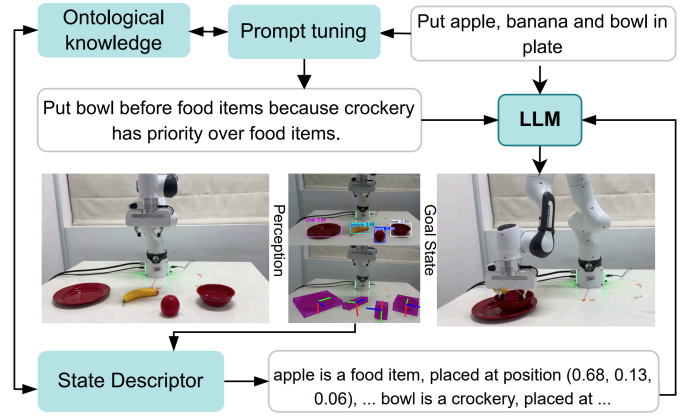 Ontological
knowledge
Prompt tuning
Put apple, banana and bowl in
plate
Put bowl before food items because crockery
has priority over food items.
LLM
Perception
Goal State
State Descriptor
apple is a food item, placed at position (0.68, 0.13,
0.06), ... bowl is a crockery, placed at ...